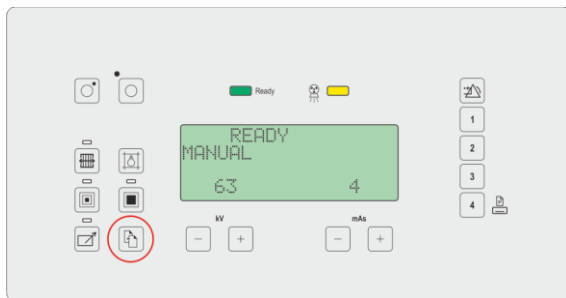 Ready
1
READY
MANUAL
2
63 4
3
4
kV mAs
- + - +